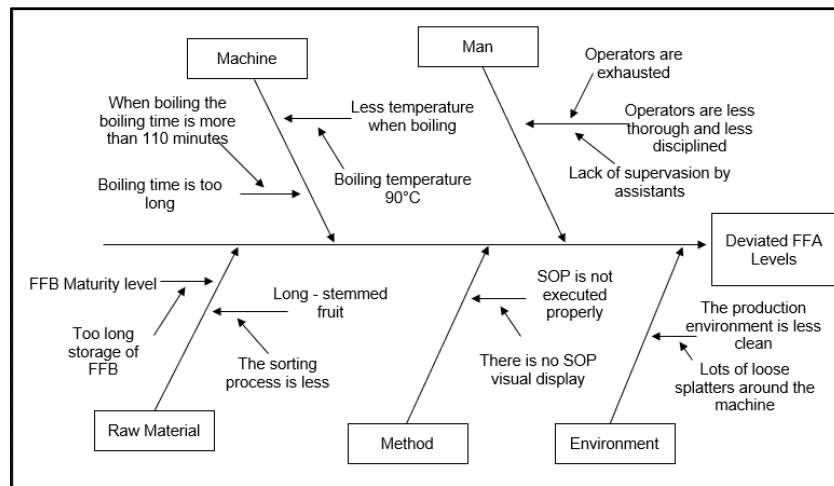 Machine
Man
Operators are
exhausted
When boiling the
boiling time is more
than 110 minutes
Less temperature
when boiling
Operators are less
thorough and less
disciplined
Boiling time is too
long
Boiling temperature
90°C
Lack of supervasion by
assistants
Deviated FFA
Levels
FFB Maturity level
Long - stemmed
fruit
SOP is not
executed
properly
The production
environment is less
clean
Too long
storage of
FFB
The sorting
process is less
There is no SOP
visual display
Lots of loose
splatters around the
machine
Raw Material
Method
Environment